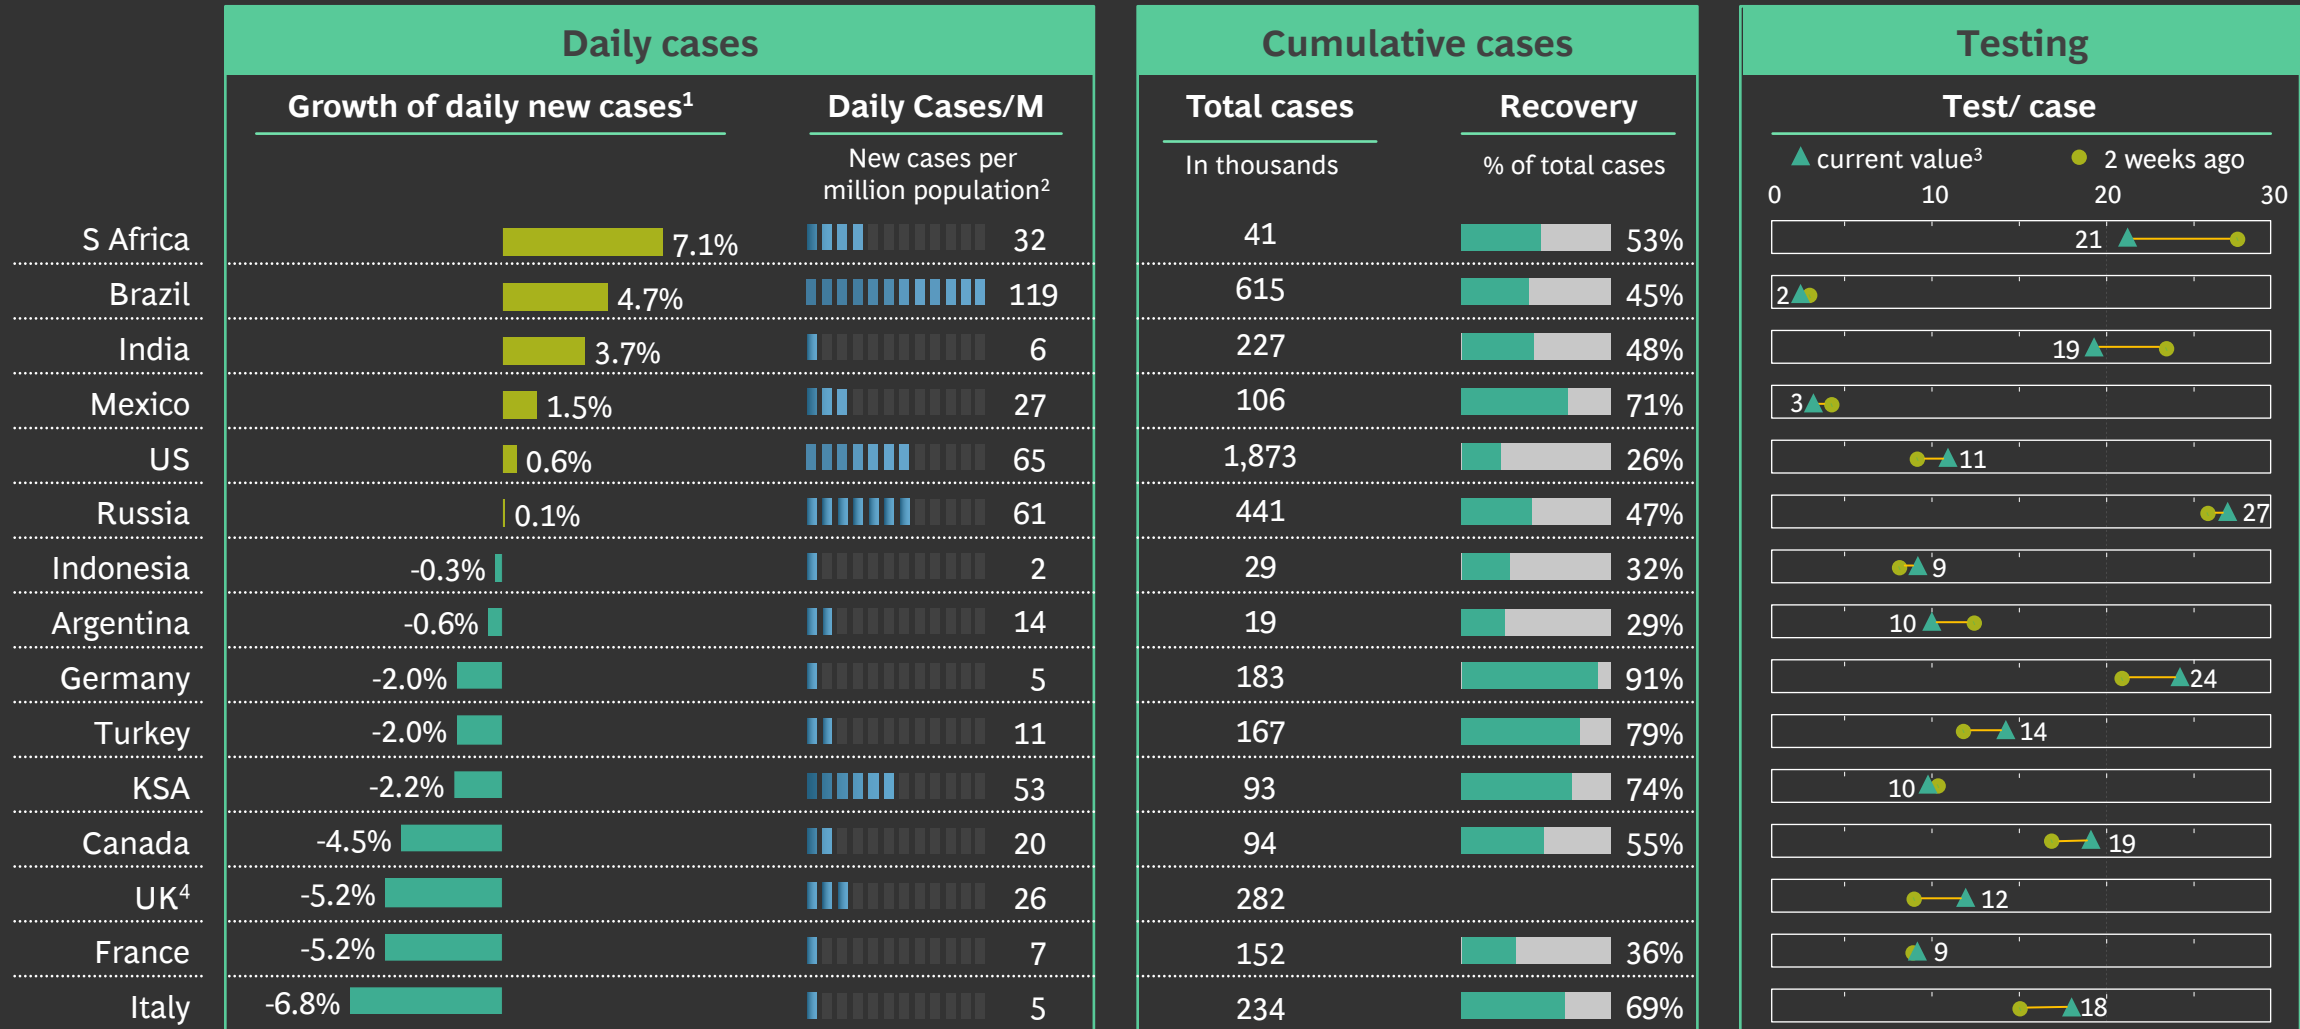 Daily cases
Cumulative cases
Testing
Growth of daily new cases¹
Daily Cases/M
Total cases
Recovery
Test/ case
New cases per
million population²
In thousands
% of total cases
current value³
2 weeks ago
0 10 20 30
S Africa 7.1% 32 41 53% 21
Brazil 4.7% 119 615 45% 2
India 3.7% 6 227 48% 19
Mexico 1.5% 27 106 71% 3
US 0.6% 65 1,873 26% 11
Russia 0.1% 61 441 47% 27
Indonesia -0.3% 2 29 32% 9
Argentina -0.6% 14 19 29% 10
Germany -2.0% 5 183 91% 24
Turkey -2.0% 11 167 79% 14
KSA -2.2% 53 93 74% 10
Canada -4.5% 20 94 55% 19
UK⁴ -5.2% 26 282 12
France -5.2% 7 152 36% 9
Italy -6.8% 5 234 69% 18